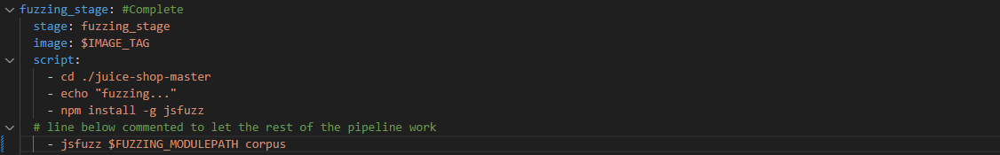 fuzzing_stage: #Complete
stage: fuzzing_stage
image: $IMAGE_TAG
script:
- cd ./juice-shop-master
- echo "fuzzing..."
- npm install -g jsfuzz
# line below commented to let the rest of the pipeline work
- jsfuzz $FUZZING_MODULEPATH corpus